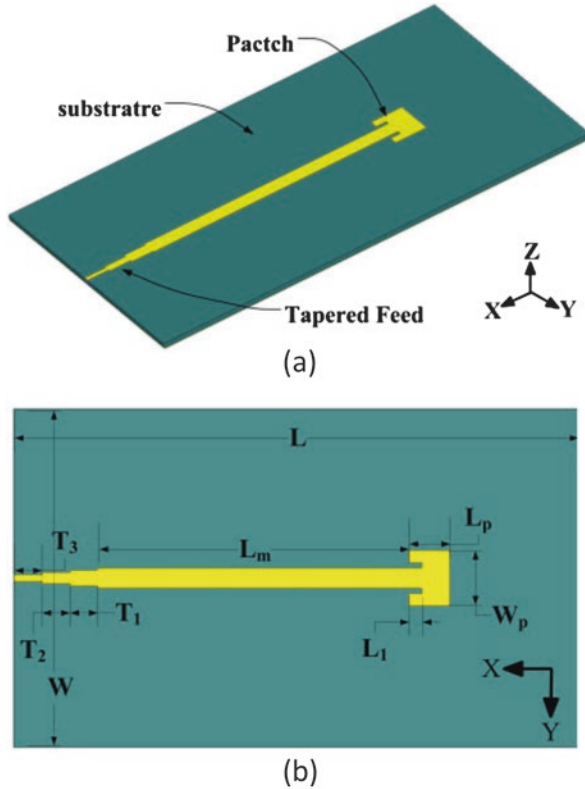 Pactch
substratre
Tapered Feed
Z
X
Y
(a)
L
T₃
Lₘ
Lₚ
T₂
T₁
L₁
Wₚ
W
X
Y
(b)